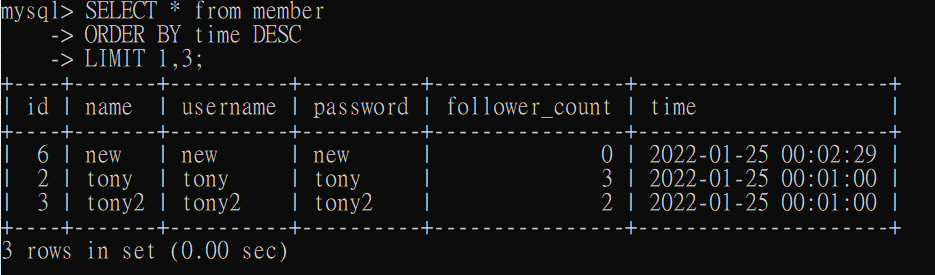 mysql> SELECT * from member
    -> ORDER BY time DESC
    -> LIMIT 1,3;
+----+-------+----------+----------+----------------+---------------------+
| id | name  | username | password | follower_count | time                |
+----+-------+----------+----------+----------------+---------------------+
|  6 | new   | new      | new      |              0 | 2022-01-25 00:02:29 |
|  2 | tony  | tony     | tony     |              3 | 2022-01-25 00:01:00 |
|  3 | tony2 | tony2    | tony2    |              2 | 2022-01-25 00:01:00 |
+----+-------+----------+----------+----------------+---------------------+
3 rows in set (0.00 sec)